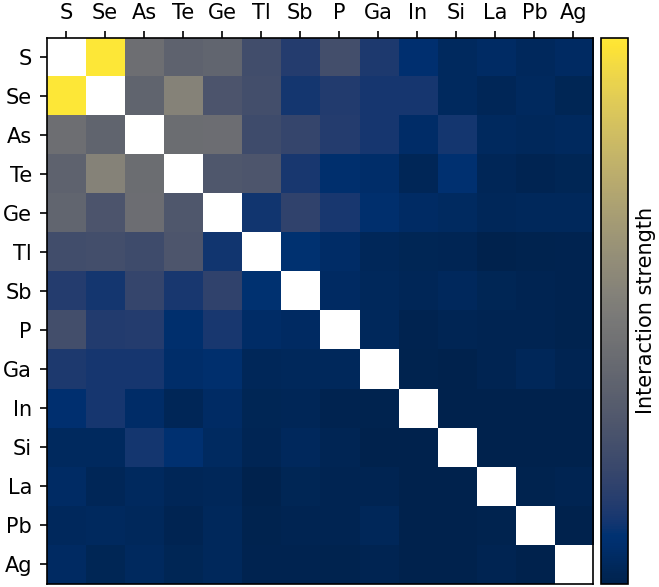 S Se As Te Ge Tl Sb P Ga In Si La Pb Ag
S
Se
As
Te
Ge
Tl
Sb
P
Ga
In
Si
La
Pb
Ag
Interaction strength